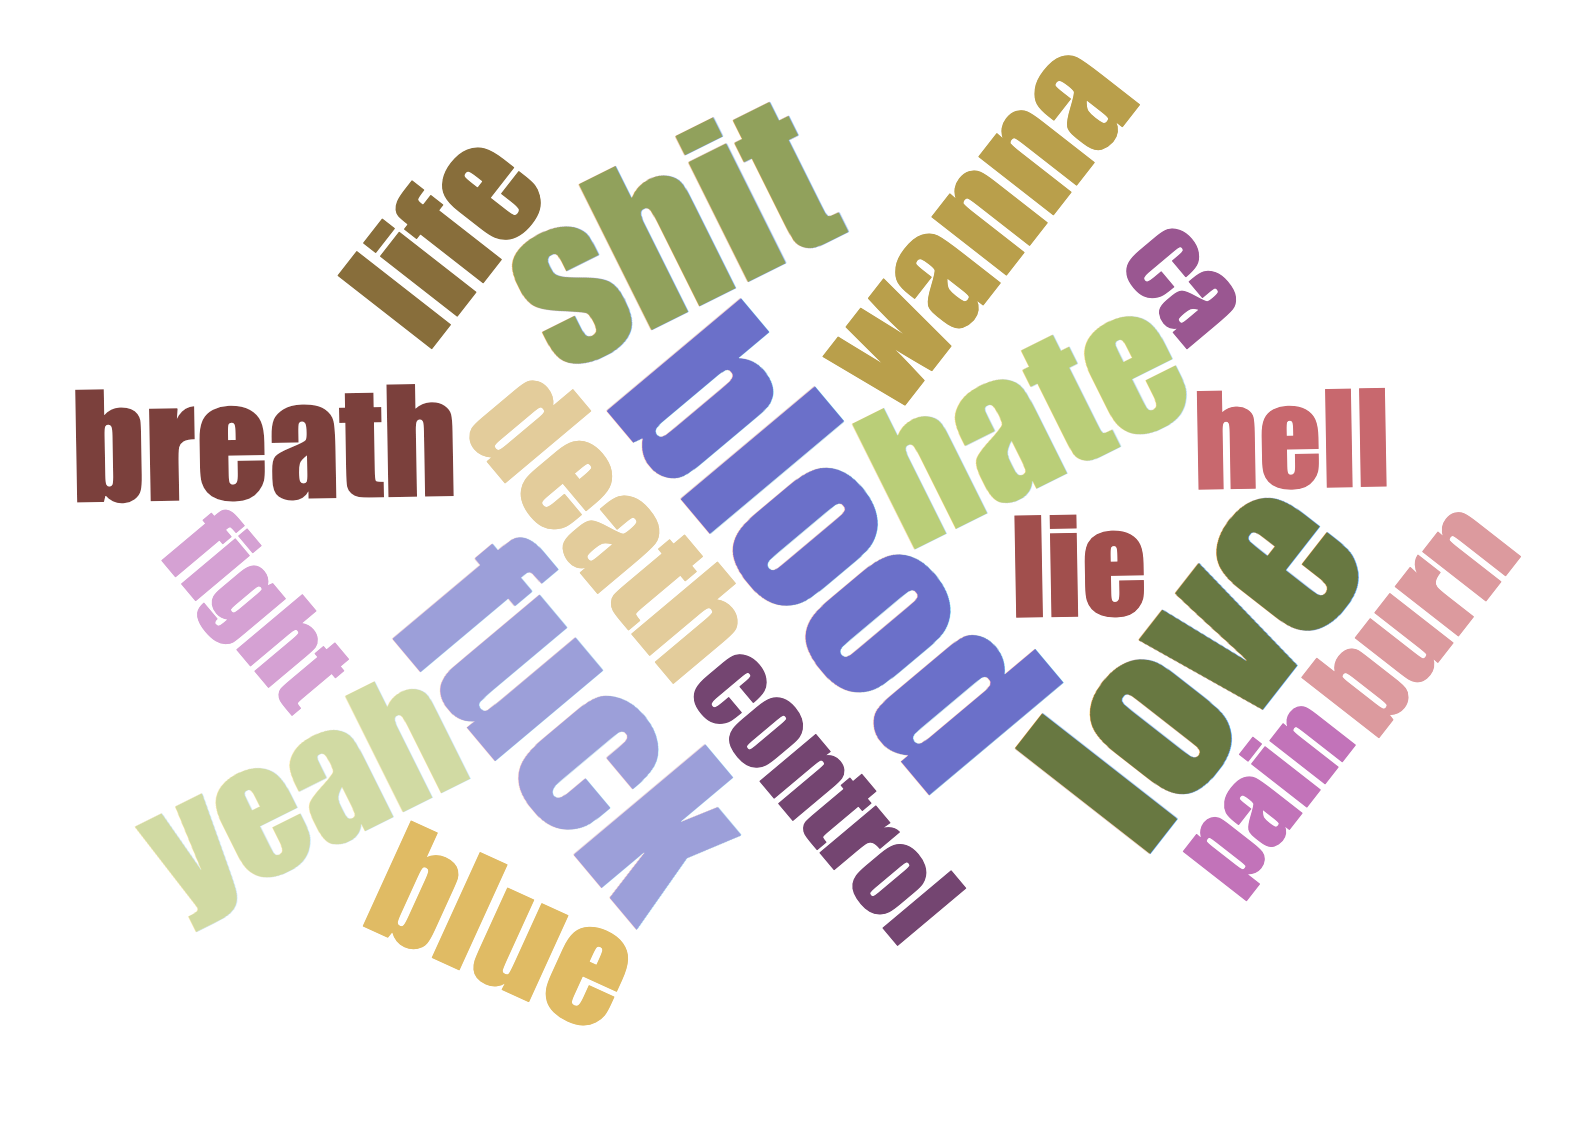 life
shit
wanna
ca
breath
death
blood
hate
hell
fight
fuck
lie
love
burn
yeah
control
pain
blue